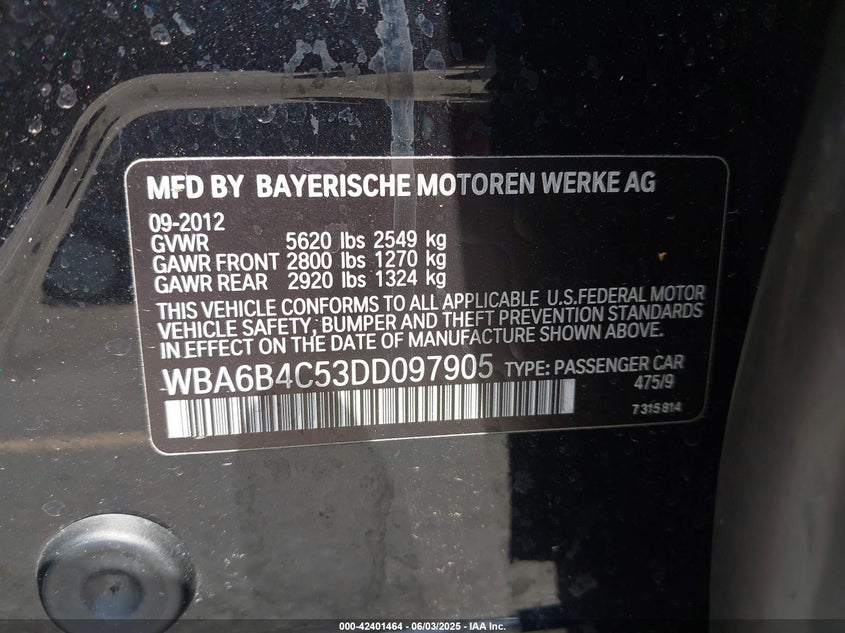 MFD BY BAYERISCHE MOTOREN WERKE AG
09-2012
GVWR 5620 lbs 2549 kg
GAWR FRONT 2800 lbs 1270 kg
GAWR REAR 2920 lbs 1324 kg
THIS VEHICLE CONFORMS TO ALL APPLICABLE U.S.FEDERAL MOTOR
VEHICLE SAFETY, BUMPER AND THEFT PREVENTION STANDARDS
IN EFFECT ON THE DATE OF MANUFACTURE SHOWN ABOVE.
WBA6B4C53DD097905 TYPE: PASSENGER CAR
475/9
7 315 814
000-42401464 - 06/03/2025 - IAA Inc.